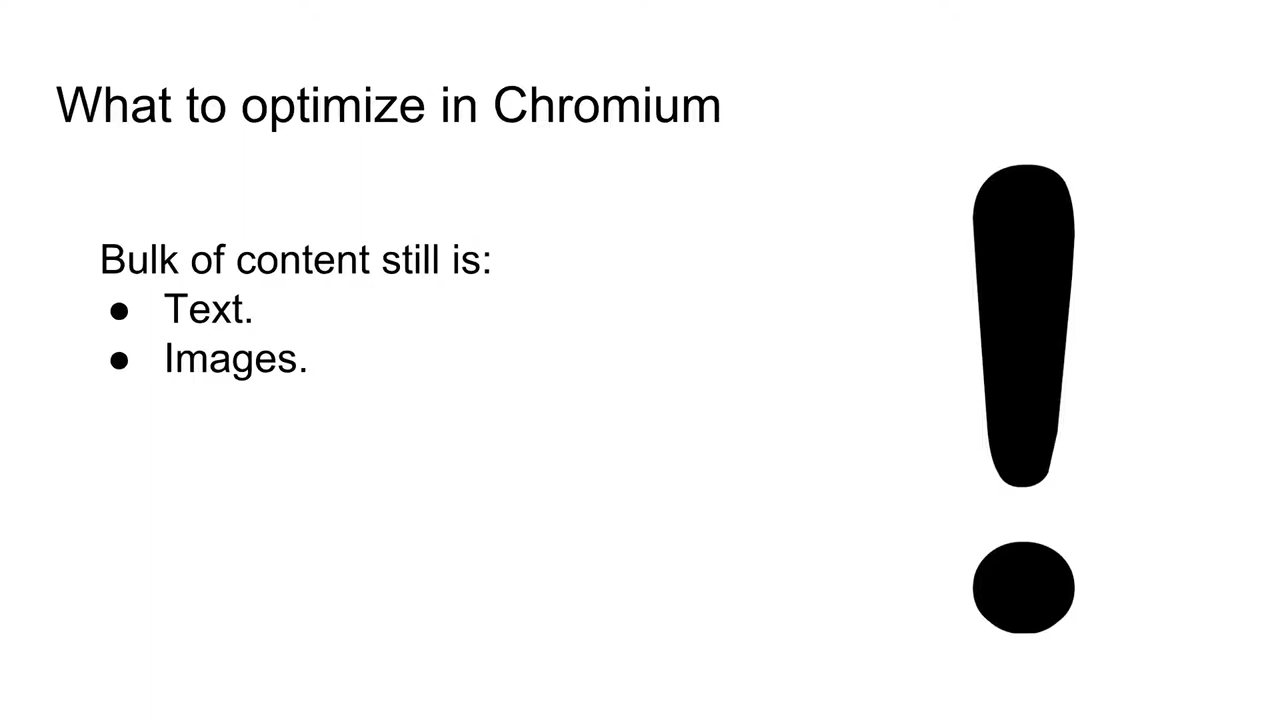 What to optimize in Chromium
Bulk of content still is:
● Text.
● Images.
!